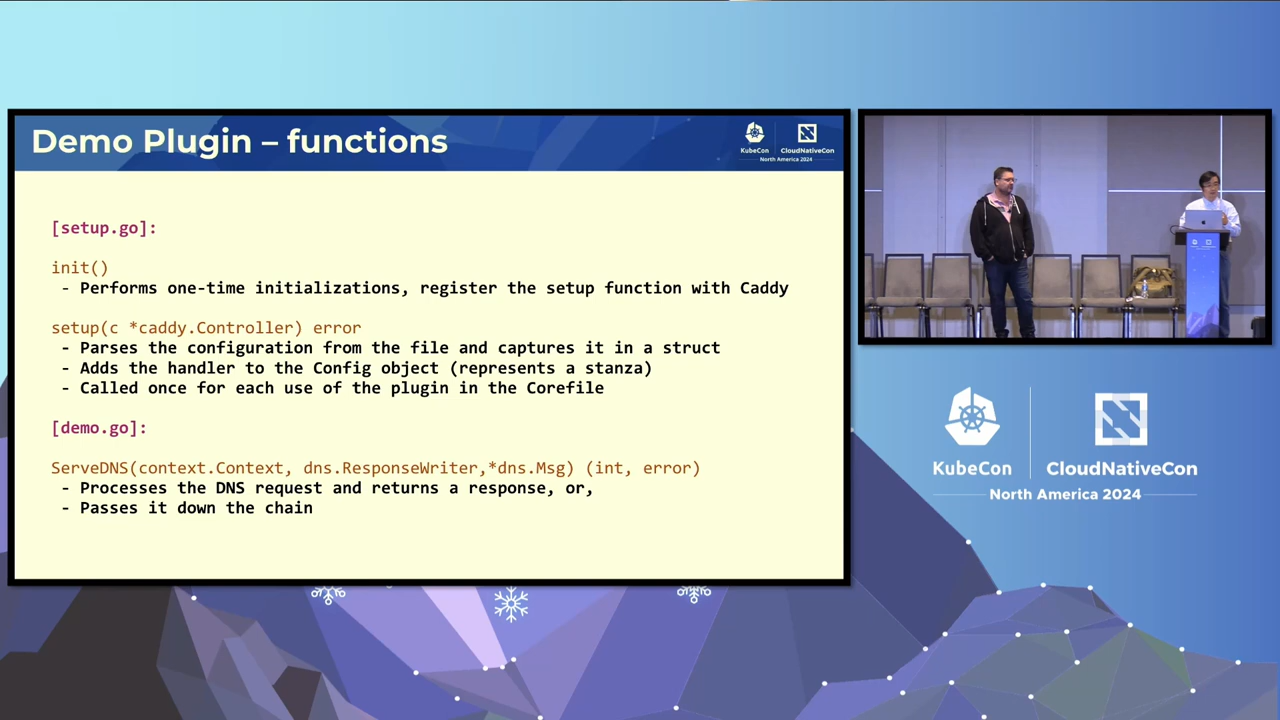 Demo Plugin – functions
KubeCon
CloudNativeCon
North America 2024
[setup.go]:
init()
- Performs one-time initializations, register the setup function with Caddy
setup(c *caddy.Controller) error
- Parses the configuration from the file and captures it in a struct
- Adds the handler to the Config object (represents a stanza)
- Called once for each use of the plugin in the Corefile
[demo.go]:
ServeDNS(context.Context, dns.ResponseWriter,*dns.Msg) (int, error)
- Processes the DNS request and returns a response, or,
- Passes it down the chain
KubeCon
CloudNativeCon
North America 2024